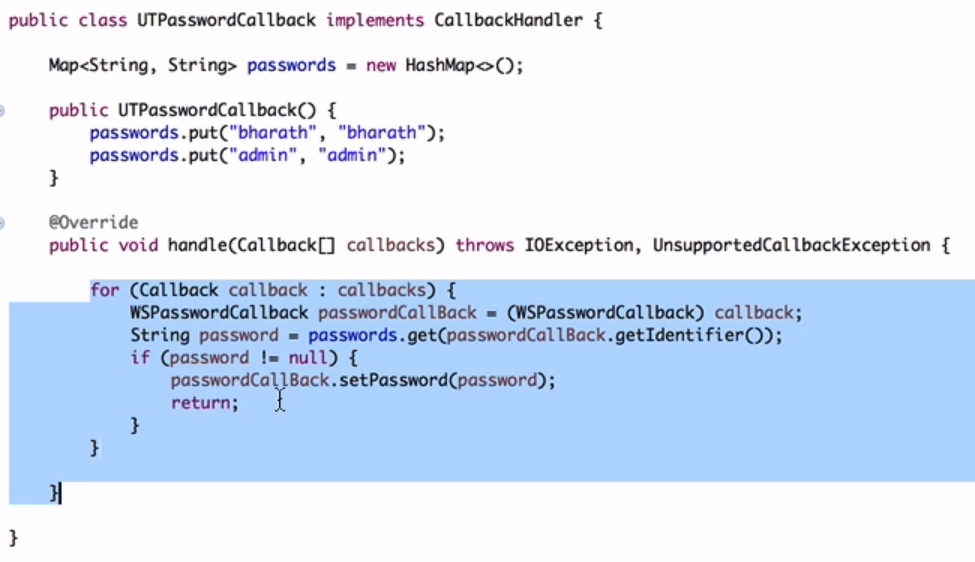 public class UTPasswordCallback implements CallbackHandler {
Map<String, String> passwords = new HashMap<>();
public UTPasswordCallback() {
passwords.put("bharath", "bharath");
passwords.put("admin", "admin");
}
@Override
public void handle(Callback[] callbacks) throws IOException, UnsupportedCallbackException {
for (Callback callback : callbacks) {
WSPasswordCallback passwordCallBack = (WSPasswordCallback) callback;
String password = passwords.get(passwordCallBack.getIdentifier());
if (password != null) {
passwordCallBack.setPassword(password);
return;
}
}
}
}